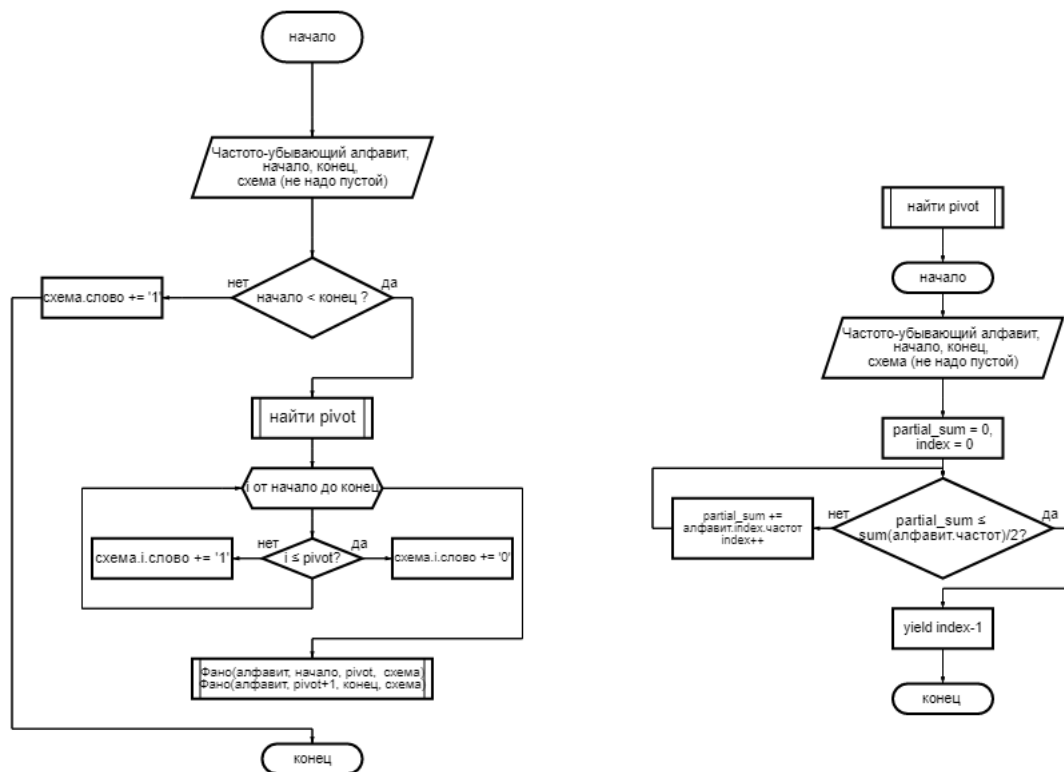 начало
Частото-убывающий алфавит,
начало, конец,
схема (не надо пустой)
нет
да
схема.слово += '1'
начало < конец ?
найти pivot
i от начало до конец
нет
да
схема.i.слово += '1'
i ≤ pivot?
схема.i.слово += '0'
Фано(алфавит, начало, pivot, схема)
Фано(алфавит, pivot+1, конец, схема)
конец
найти pivot
начало
Частото-убывающий алфавит,
начало, конец,
схема (не надо пустой)
partial_sum = 0,
index = 0
partial_sum +=
алфавит.index.частот
index++
нет
да
partial_sum ≤
sum(алфавит.частот)/2?
yield index-1
конец